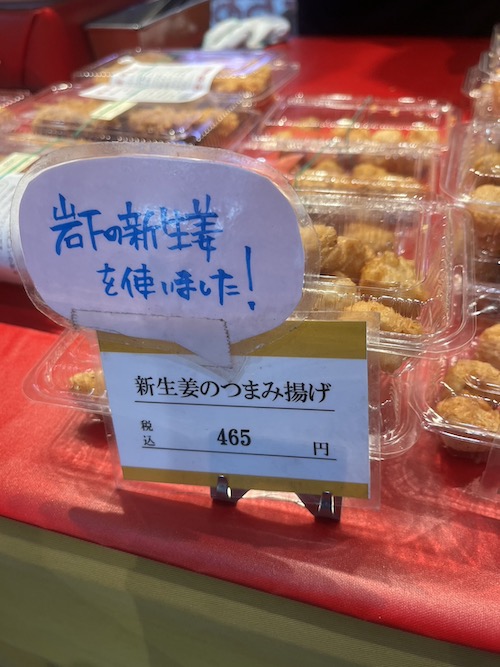 岩下の新生姜
を使いました!
新生姜のつまみ揚げ
税込 465 円